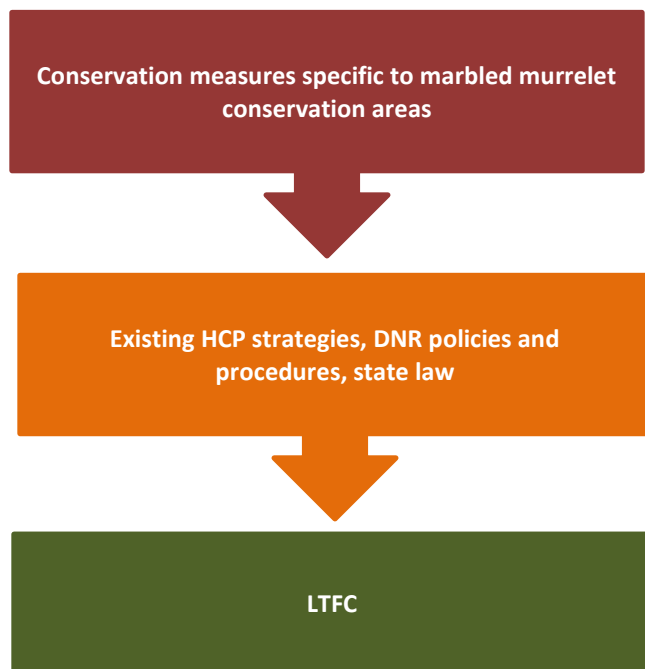 Conservation measures specific to marbled murrelet
conservation areas
Existing HCP strategies, DNR policies and
procedures, state law
LTFC